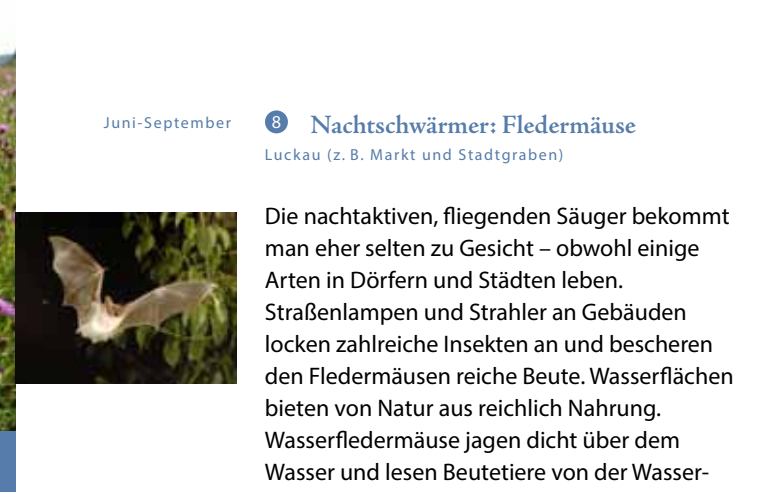 Juni-September
8 Nachtschwärmer: Fledermäuse
Luckau (z. B. Markt und Stadtgraben)
Die nachtaktiven, fliegenden Säuger bekommt
man eher selten zu Gesicht – obwohl einige
Arten in Dörfern und Städten leben.
Straßenlampen und Strahler an Gebäuden
locken zahlreiche Insekten an und bescheren
den Fledermäusen reiche Beute. Wasserflächen
bieten von Natur aus reichlich Nahrung.
Wasserfledermäuse jagen dicht über dem
Wasser und lesen Beutetiere von der Wasser-